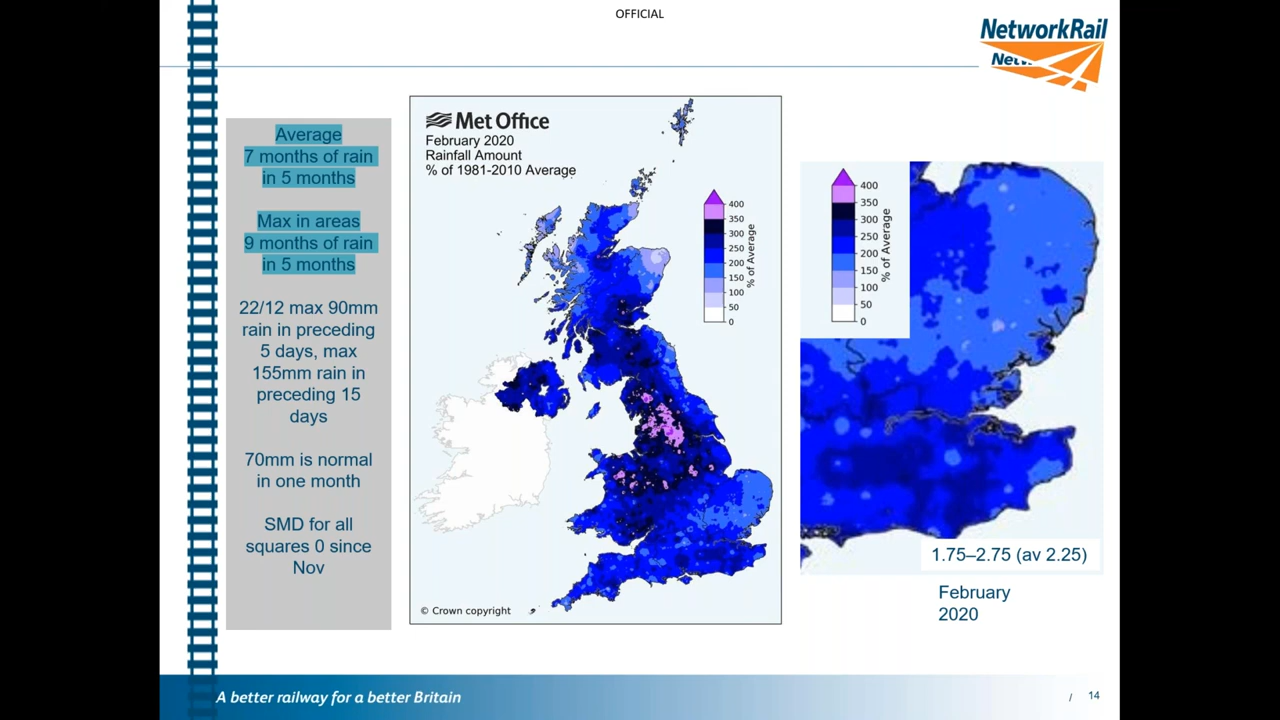 OFFICIAL
NetworkRail
Average
7 months of rain
in 5 months
Max in areas
9 months of rain
in 5 months
22/12 max 90mm
rain in preceding
5 days, max
155mm rain in
preceding 15
days
70mm is normal
in one month
SMD for all
squares 0 since
Nov
Met Office
February 2020
Rainfall Amount
% of 1981-2010 Average
400
350
300
250
200
150
100
50
0
% of Average
© Crown copyright
400
350
300
250
200
150
100
50
0
% of Average
1.75–2.75 (av 2.25)
February
2020
A better railway for a better Britain
/ 14